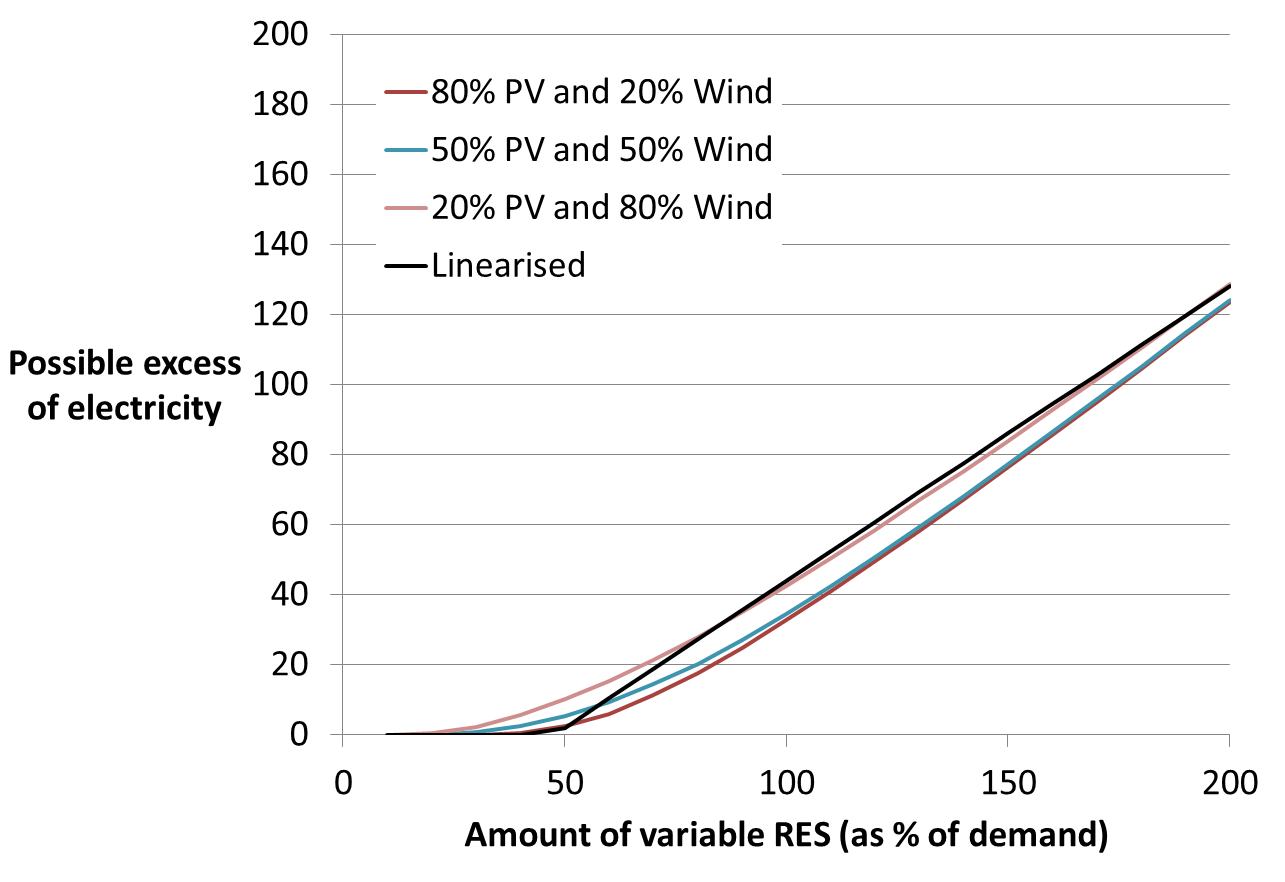 200
180
160
140
120
100
80
60
40
20
0
80% PV and 20% Wind
50% PV and 50% Wind
20% PV and 80% Wind
Linearised
Possible excess
of electricity
0 50 100 150 200
Amount of variable RES (as % of demand)